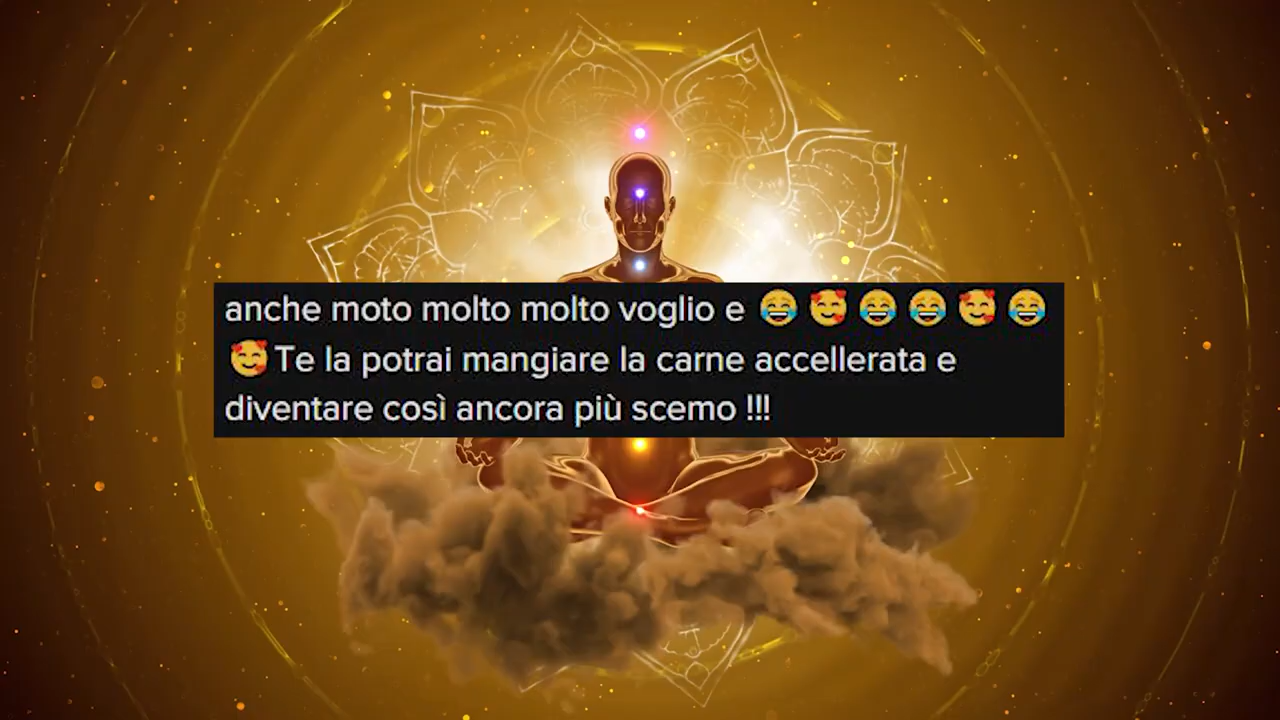 anche moto molto molto voglio e 😂 🥰 😂 😂 🥰 😂
🥰 Te la potrai mangiare la carne accellerata e
diventare così ancora più scemo !!!